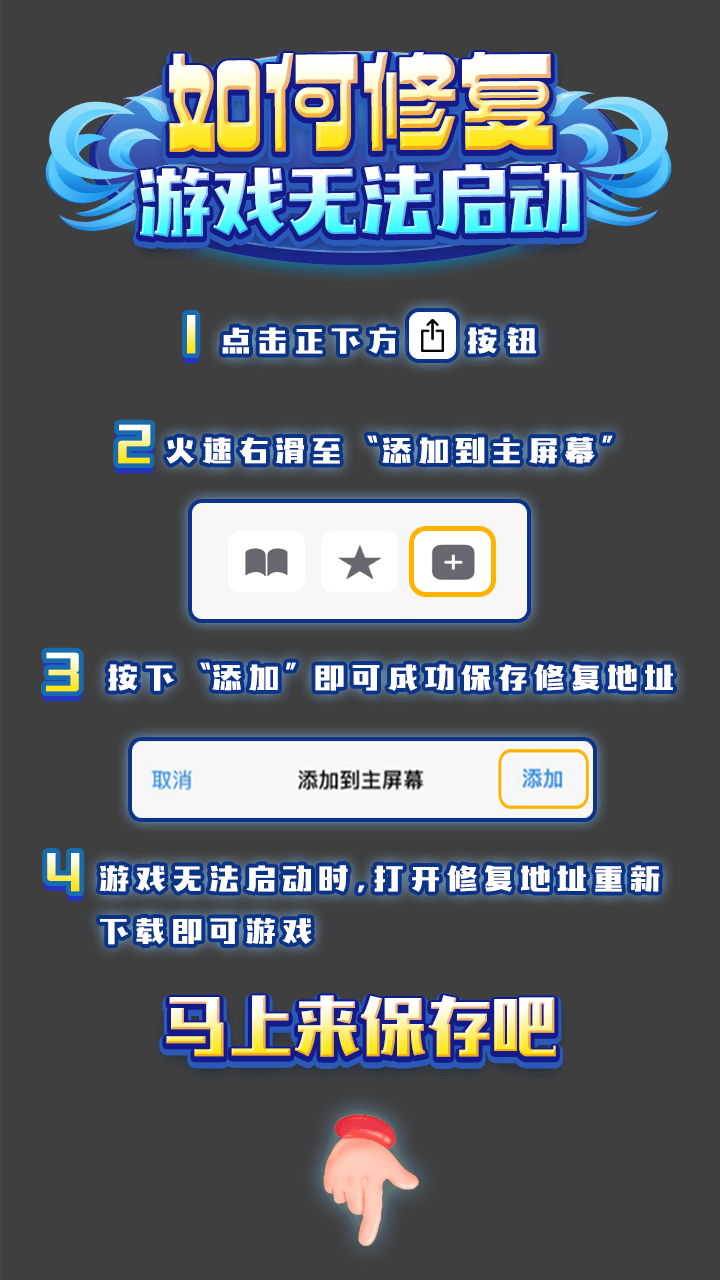 如何修复
游戏无法启动
1 点击正下方按钮
2 火速右滑至“添加到主屏幕”
3 按下“添加”即可成功保存修复地址
取消 添加到主屏幕 添加
4 游戏无法启动时,打开修复地址重新
下载即可游戏
马上来保存吧